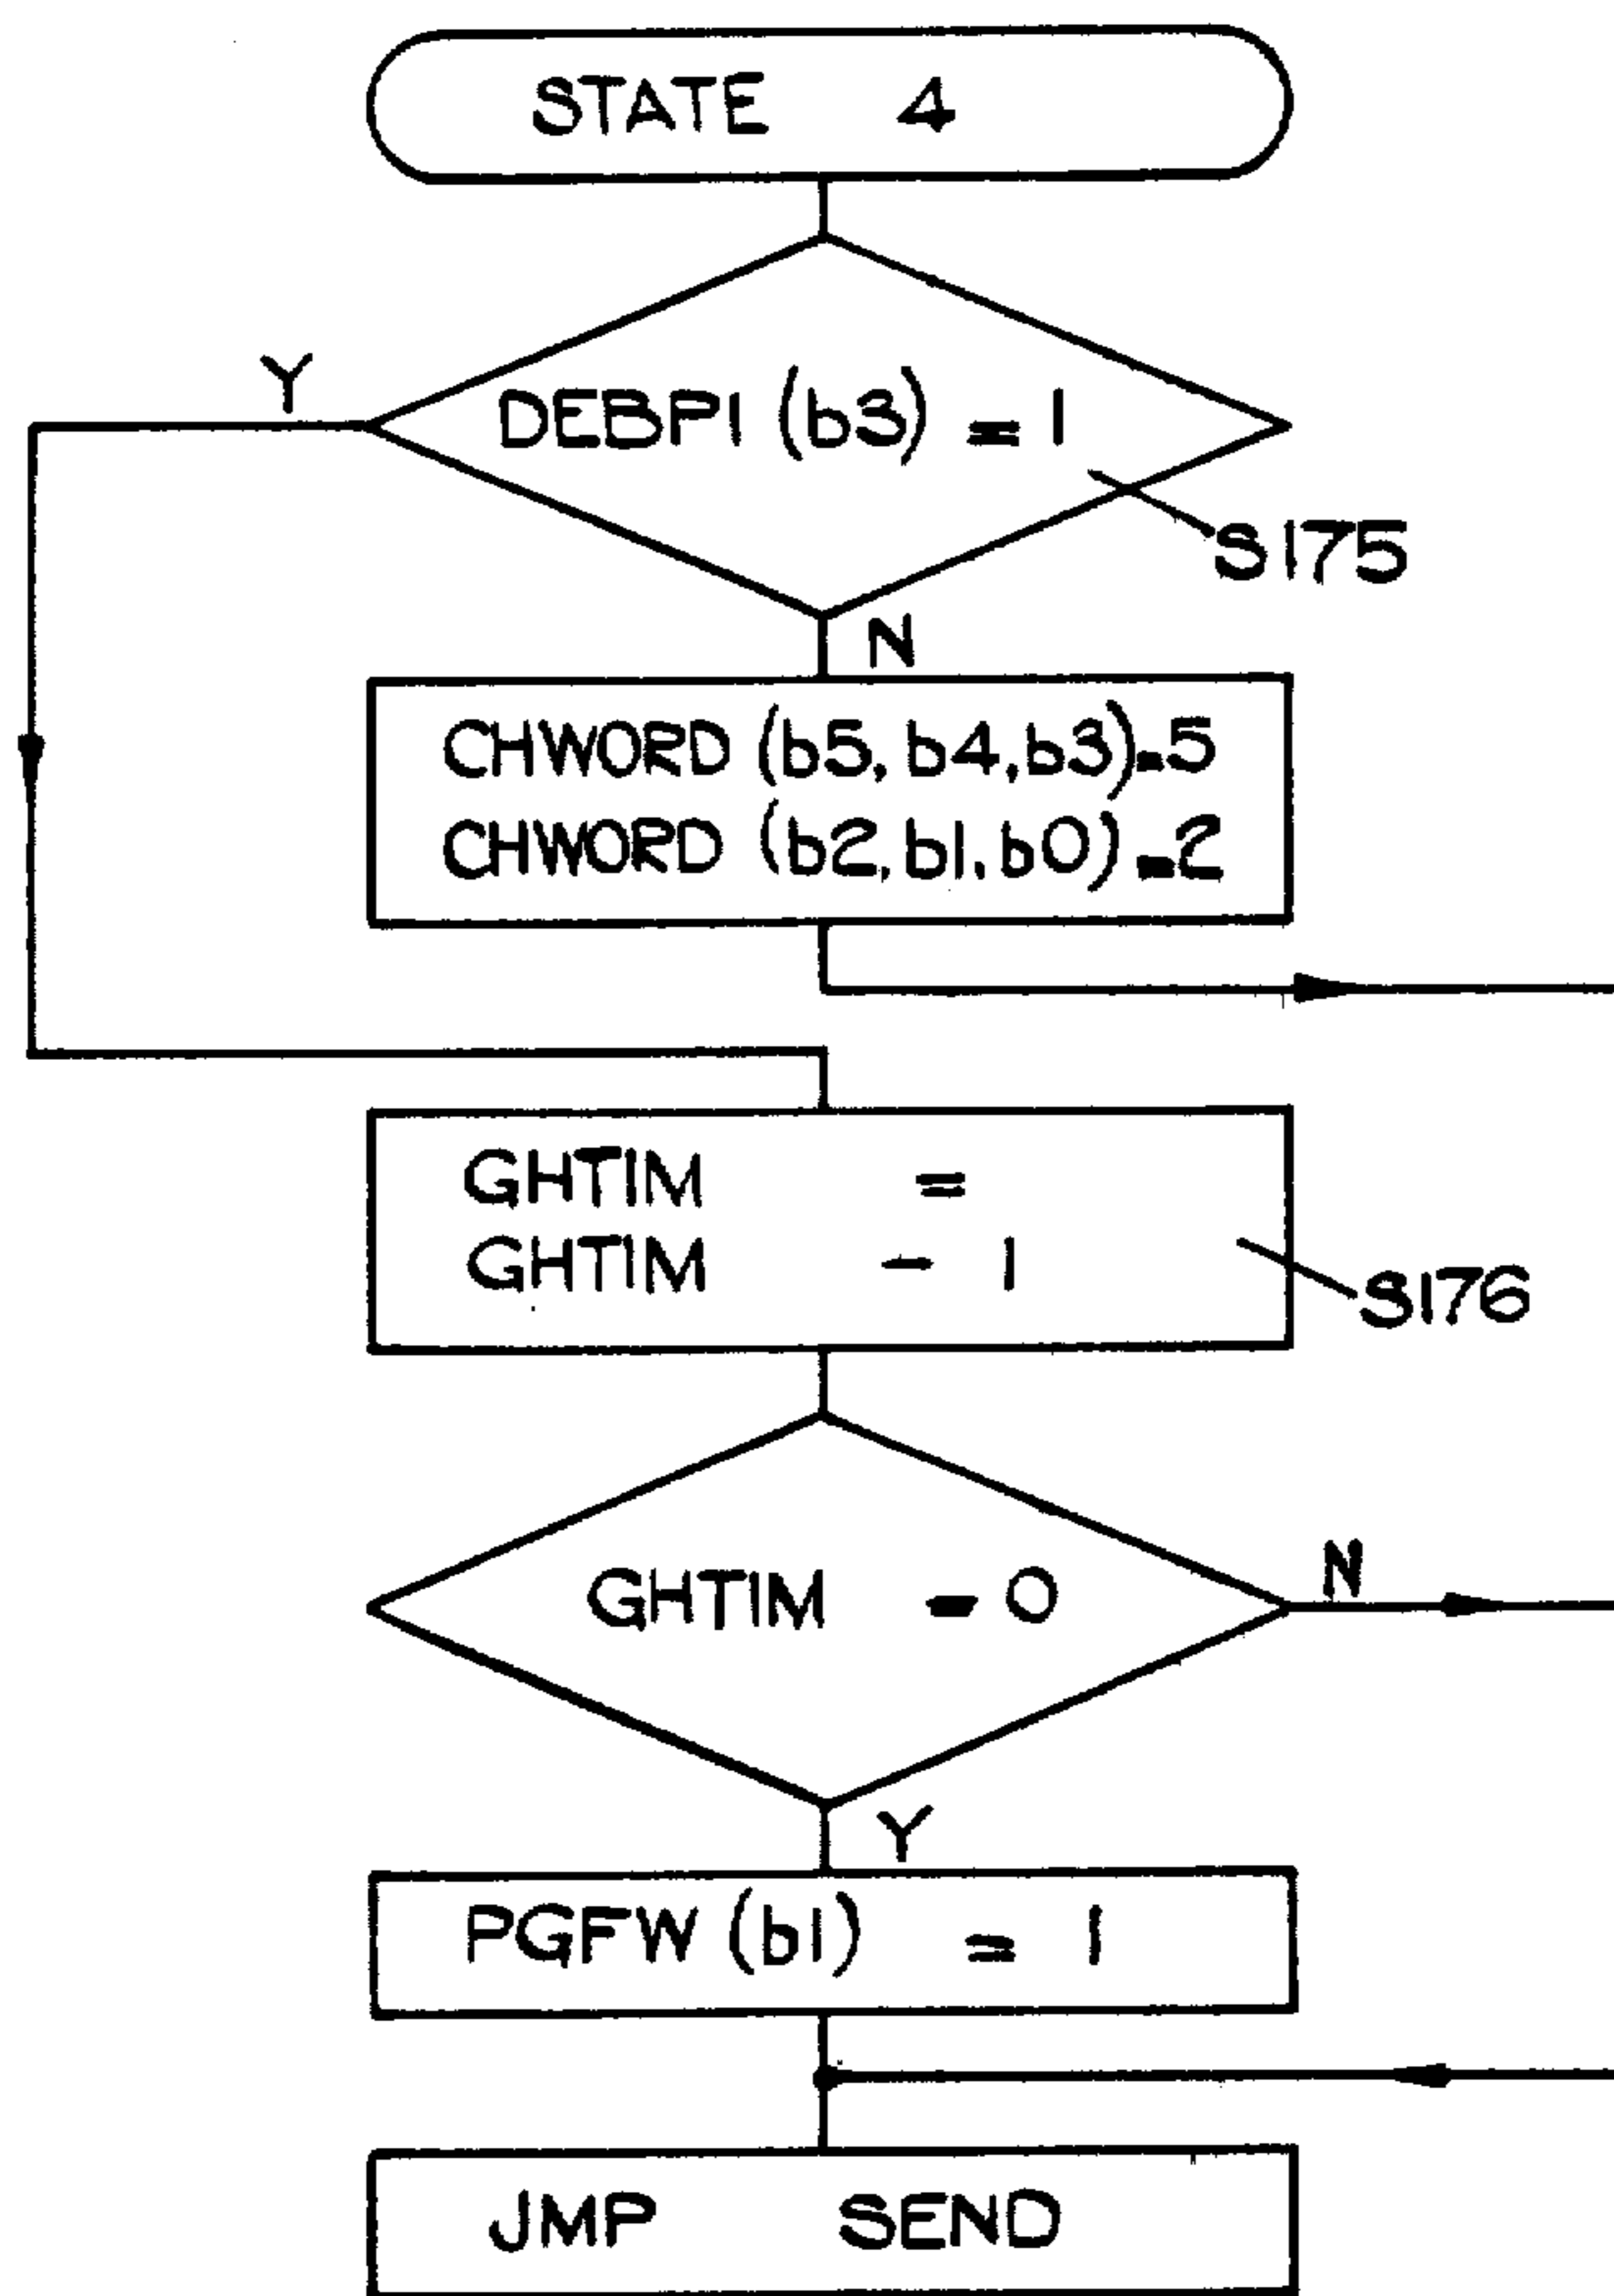 STATE 4
Y
DEBP1 (b3) = 1
S175
N
CHWORD (b5, b4, b3) = 5
CHWORD (b2, b1, b0) = 2
GHTIM =
GHTIM - 1
S176
GHTIM = 0
N
Y
PGFW (b1) = 1
JMP SEND